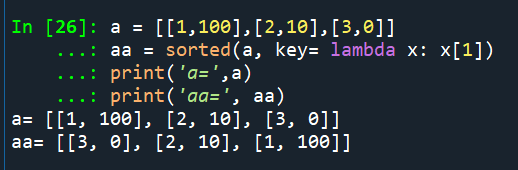 In [26]: a = [[1,100],[2,10],[3,0]]
...: aa = sorted(a, key= lambda x: x[1])
...: print('a=',a)
...: print('aa=', aa)
a= [[1, 100], [2, 10], [3, 0]]
aa= [[3, 0], [2, 10], [1, 100]]